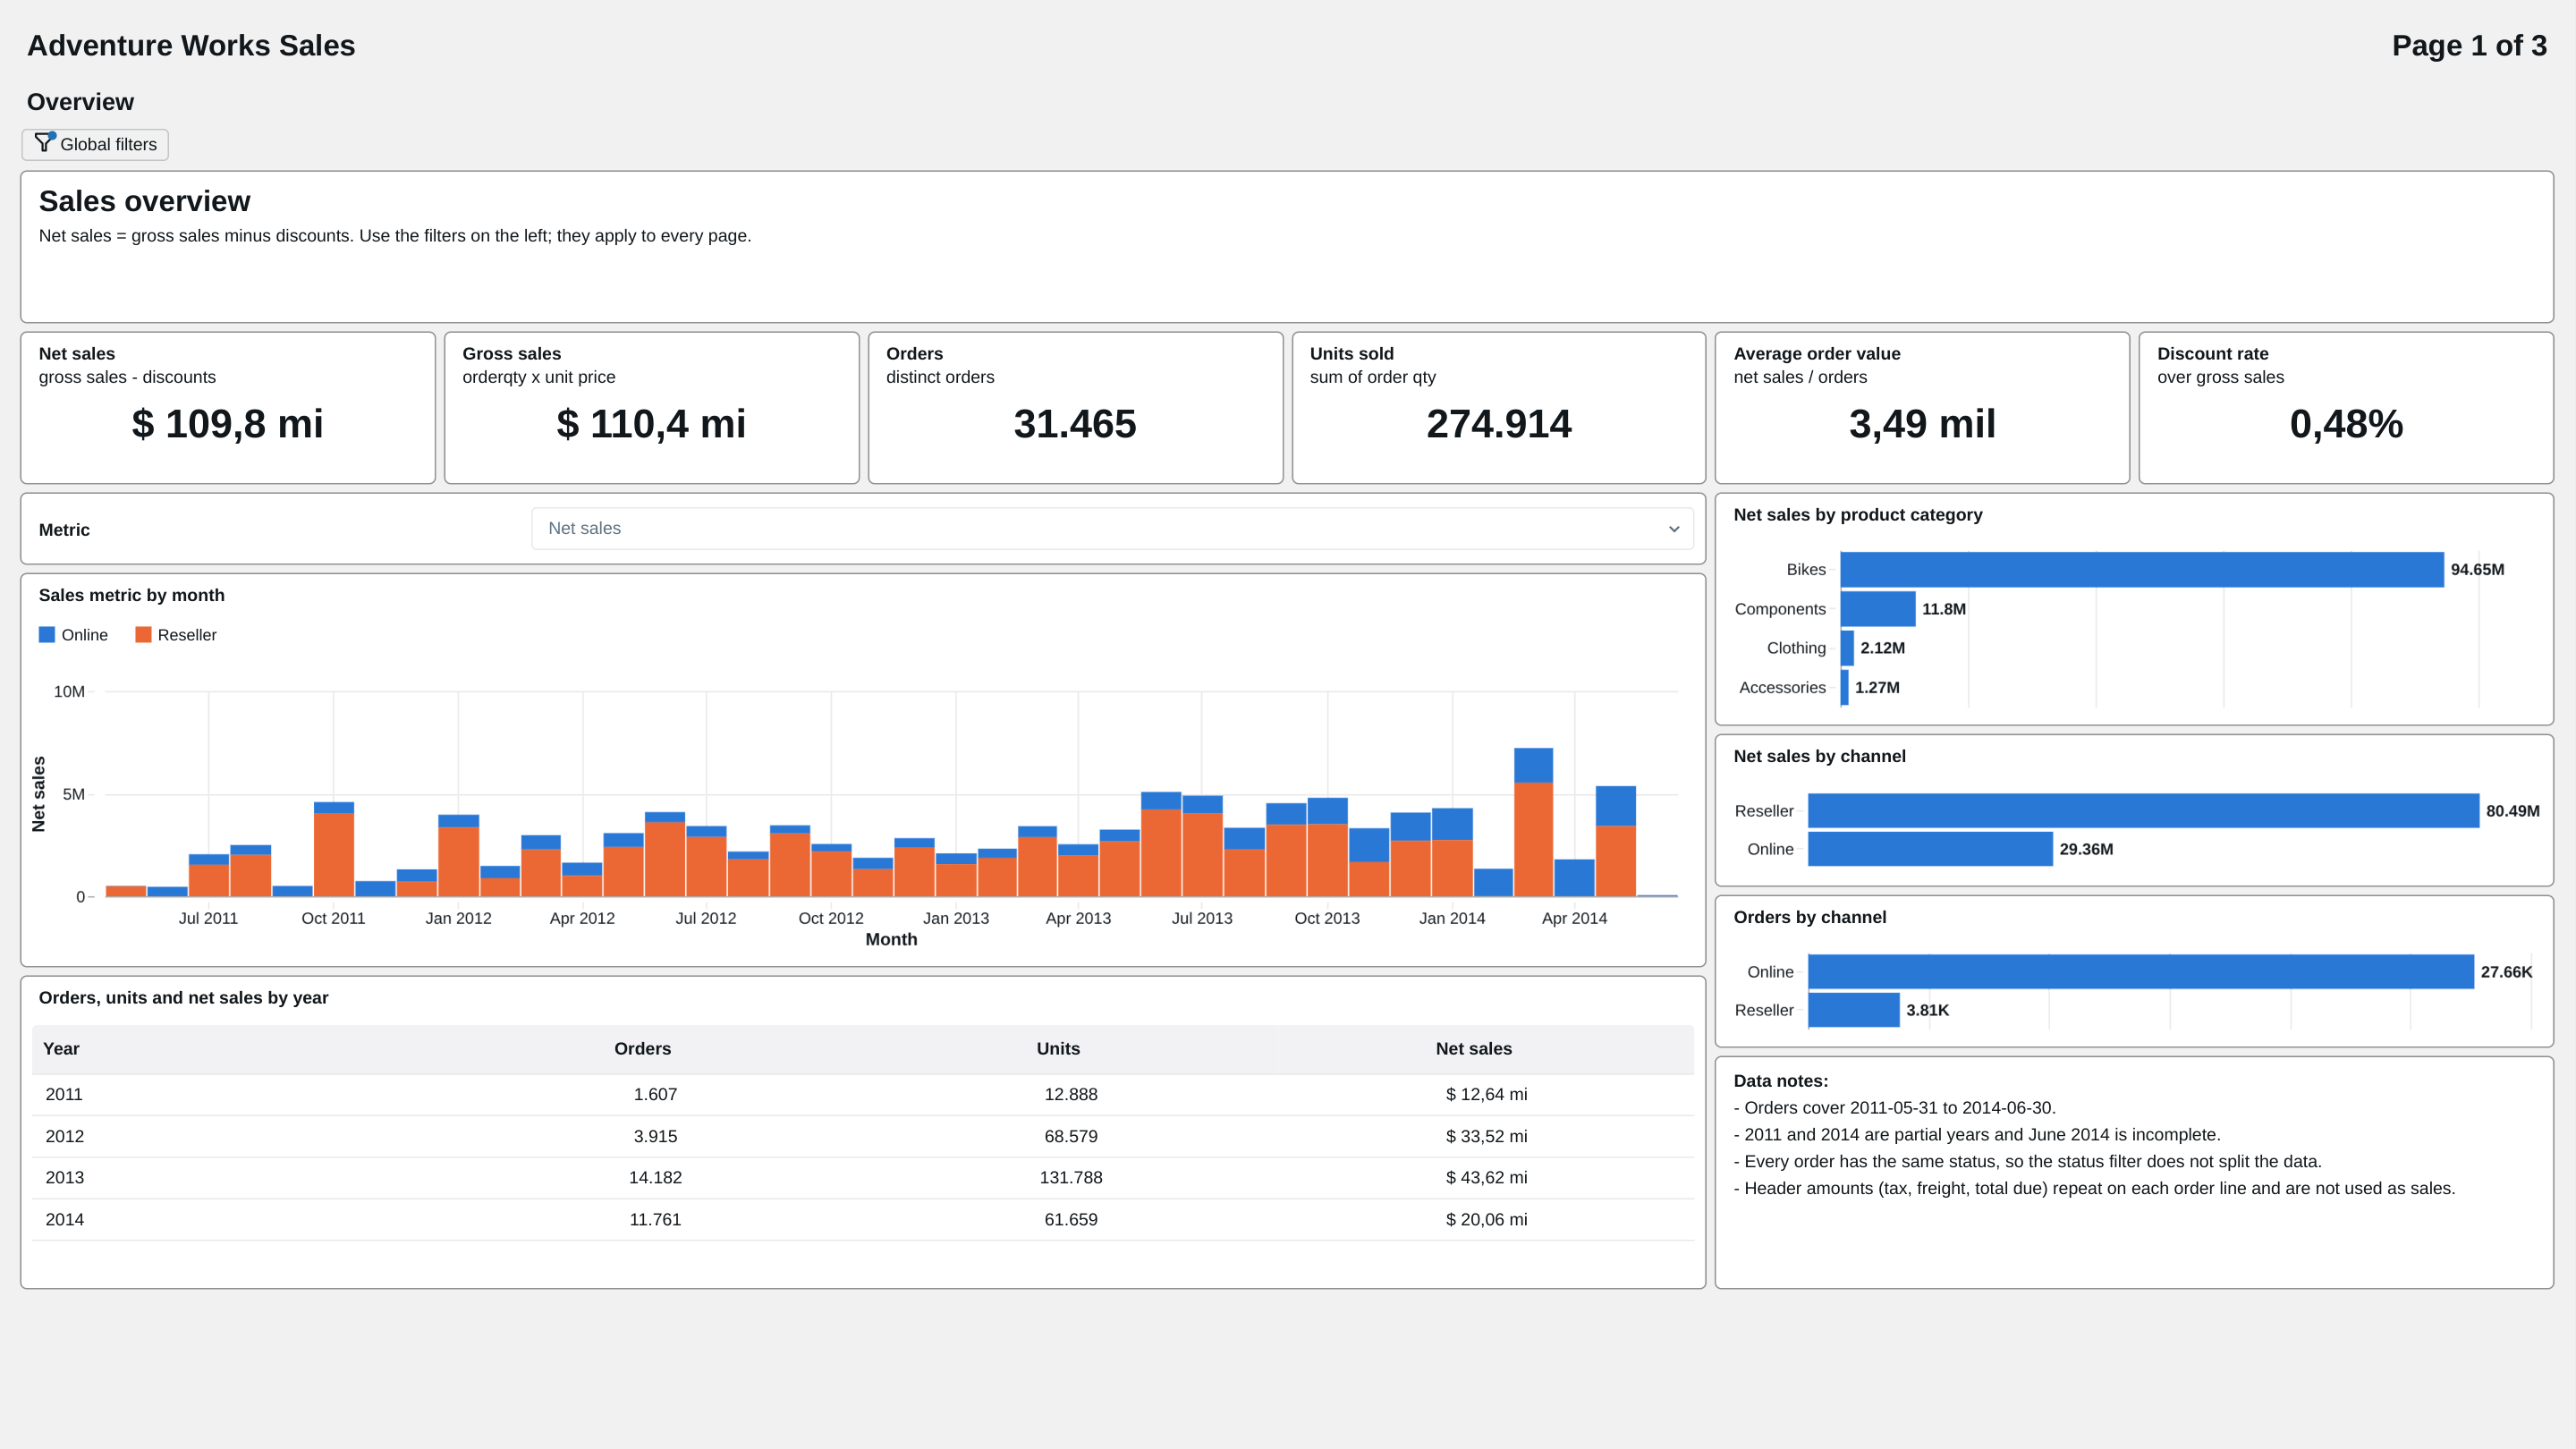 Adventure Works Sales
Page 1 of 3
Overview
Global filters
Sales overview
Net sales = gross sales minus discounts. Use the filters on the left; they apply to every page.
Net sales
gross sales - discounts
$ 109,8 mi
Gross sales
orderqty x unit price
$ 110,4 mi
Orders
distinct orders
31.465
Units sold
sum of order qty
274.914
Average order value
net sales / orders
3,49 mil
Discount rate
over gross sales
0,48%
Metric
Net sales
Sales metric by month
Online
Reseller
10M
5M
0
Net sales
Jul 2011
Oct 2011
Jan 2012
Apr 2012
Jul 2012
Oct 2012
Jan 2013
Apr 2013
Jul 2013
Oct 2013
Jan 2014
Apr 2014
Month
Orders, units and net sales by year
Year Orders Units Net sales
2011 1.607 12.888 $ 12,64 mi
2012 3.915 68.579 $ 33,52 mi
2013 14.182 131.788 $ 43,62 mi
2014 11.761 61.659 $ 20,06 mi
Net sales by product category
Bikes 94.65M
Components 11.8M
Clothing 2.12M
Accessories 1.27M
Net sales by channel
Reseller 80.49M
Online 29.36M
Orders by channel
Online 27.66K
Reseller 3.81K
Data notes:
- Orders cover 2011-05-31 to 2014-06-30.
- 2011 and 2014 are partial years and June 2014 is incomplete.
- Every order has the same status, so the status filter does not split the data.
- Header amounts (tax, freight, total due) repeat on each order line and are not used as sales.